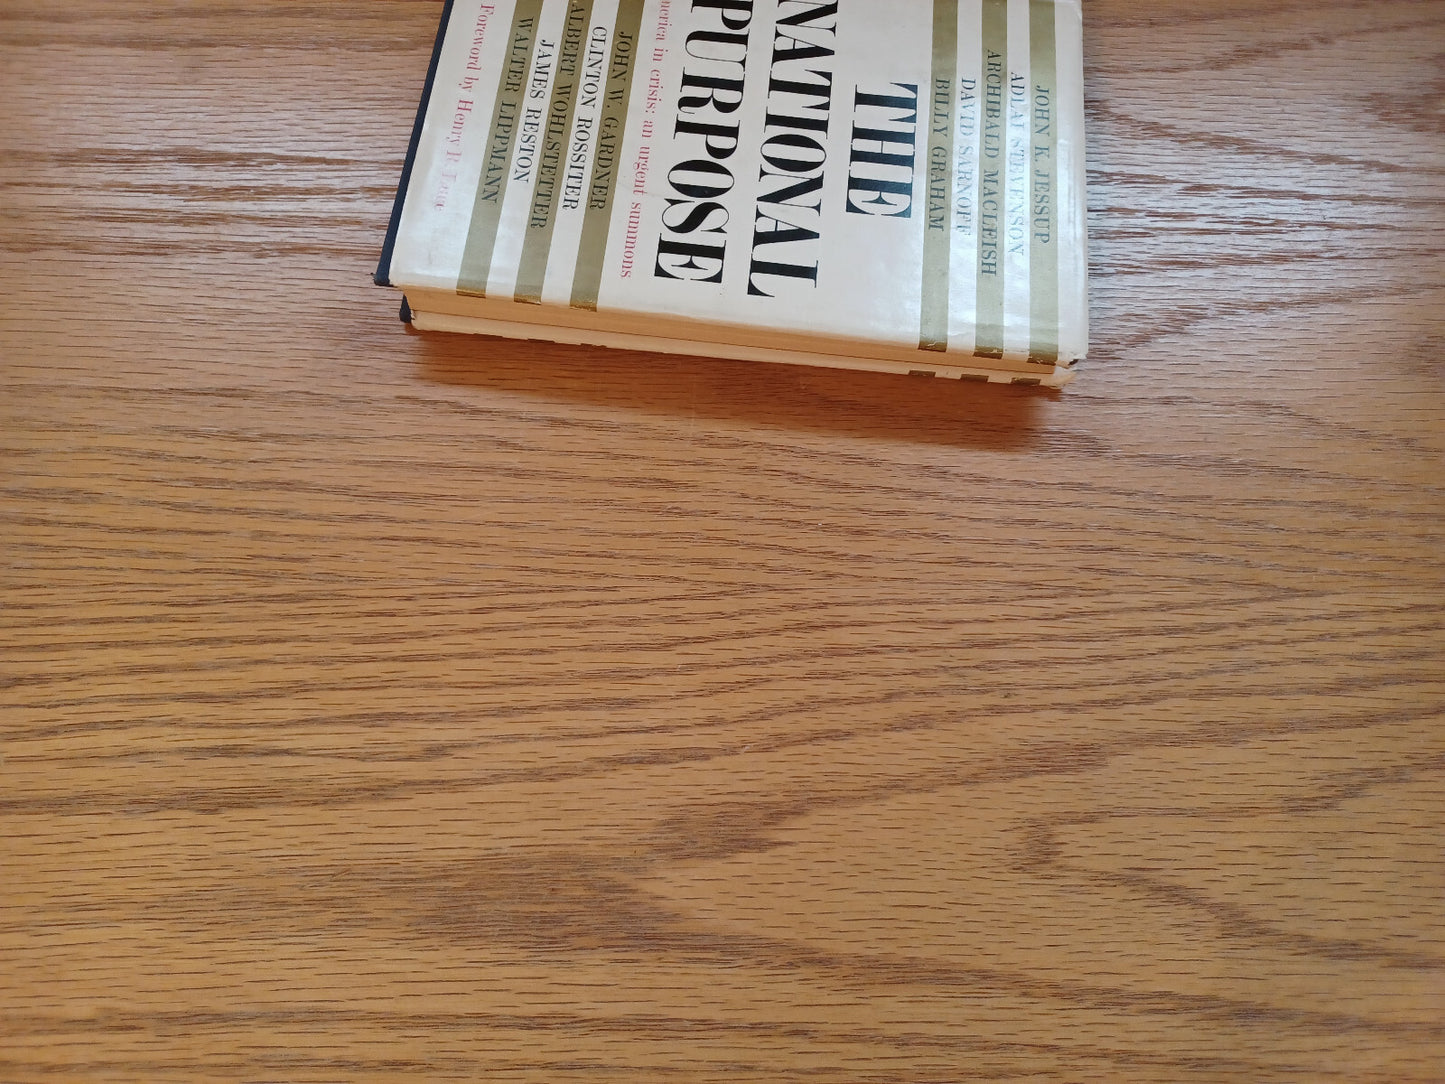 JOHN K. JESSUP
ADLAI STEVENSON
ARCHIBALD MACLEISH
DAVID SARNOFF
BILLY GRAHAM
THE
NATIONAL
PURPOSE
in crisis: an urgent summons
JOHN W. GARDNER
CLINTON ROSSITER
ALBERT WOHLSTETTER
JAMES RESTON
WALTER LIPPMANN
Foreword by Henry R. Luce